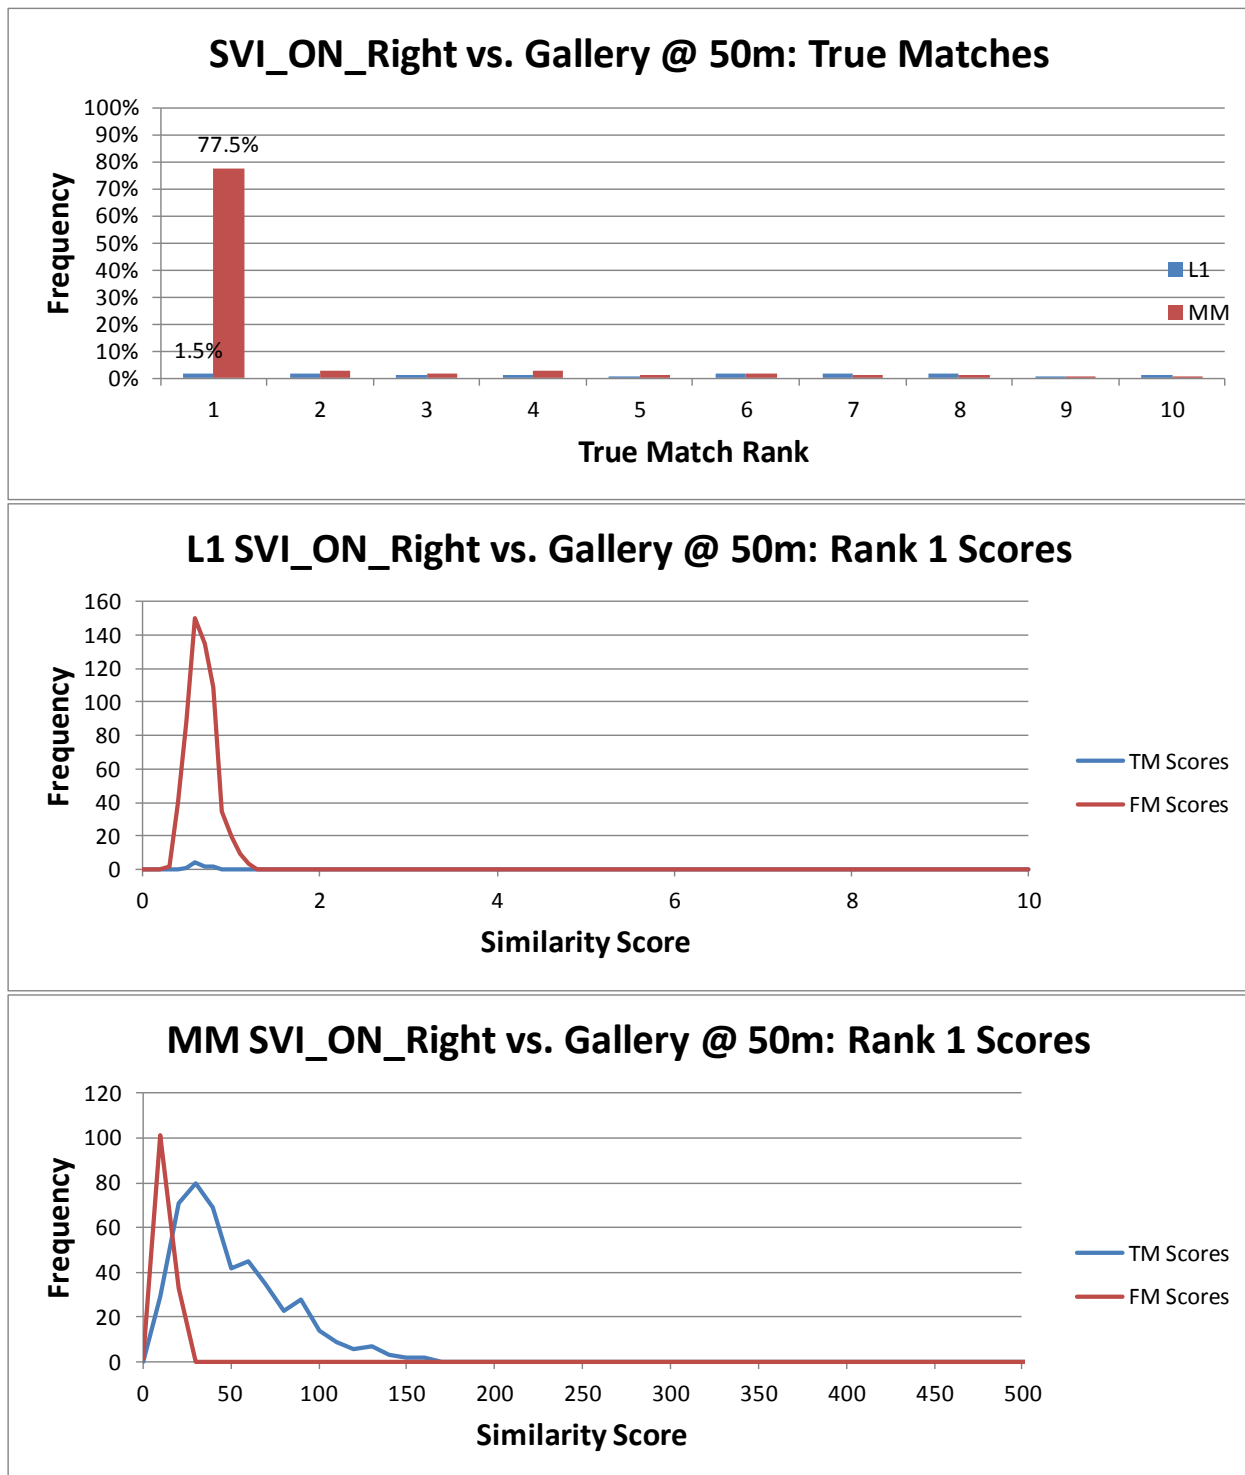 SVI_ON_Right vs. Gallery @ 50m: True Matches
100%
90%
80%
70%
60%
50%
40%
30%
20%
10%
0%
Frequency
77.5%
1.5%
L1
MM
1 2 3 4 5 6 7 8 9 10
True Match Rank
L1 SVI_ON_Right vs. Gallery @ 50m: Rank 1 Scores
160
140
120
100
80
60
40
20
0
Frequency
TM Scores
FM Scores
0 2 4 6 8 10
Similarity Score
MM SVI_ON_Right vs. Gallery @ 50m: Rank 1 Scores
120
100
80
60
40
20
0
Frequency
TM Scores
FM Scores
0 50 100 150 200 250 300 350 400 450 500
Similarity Score